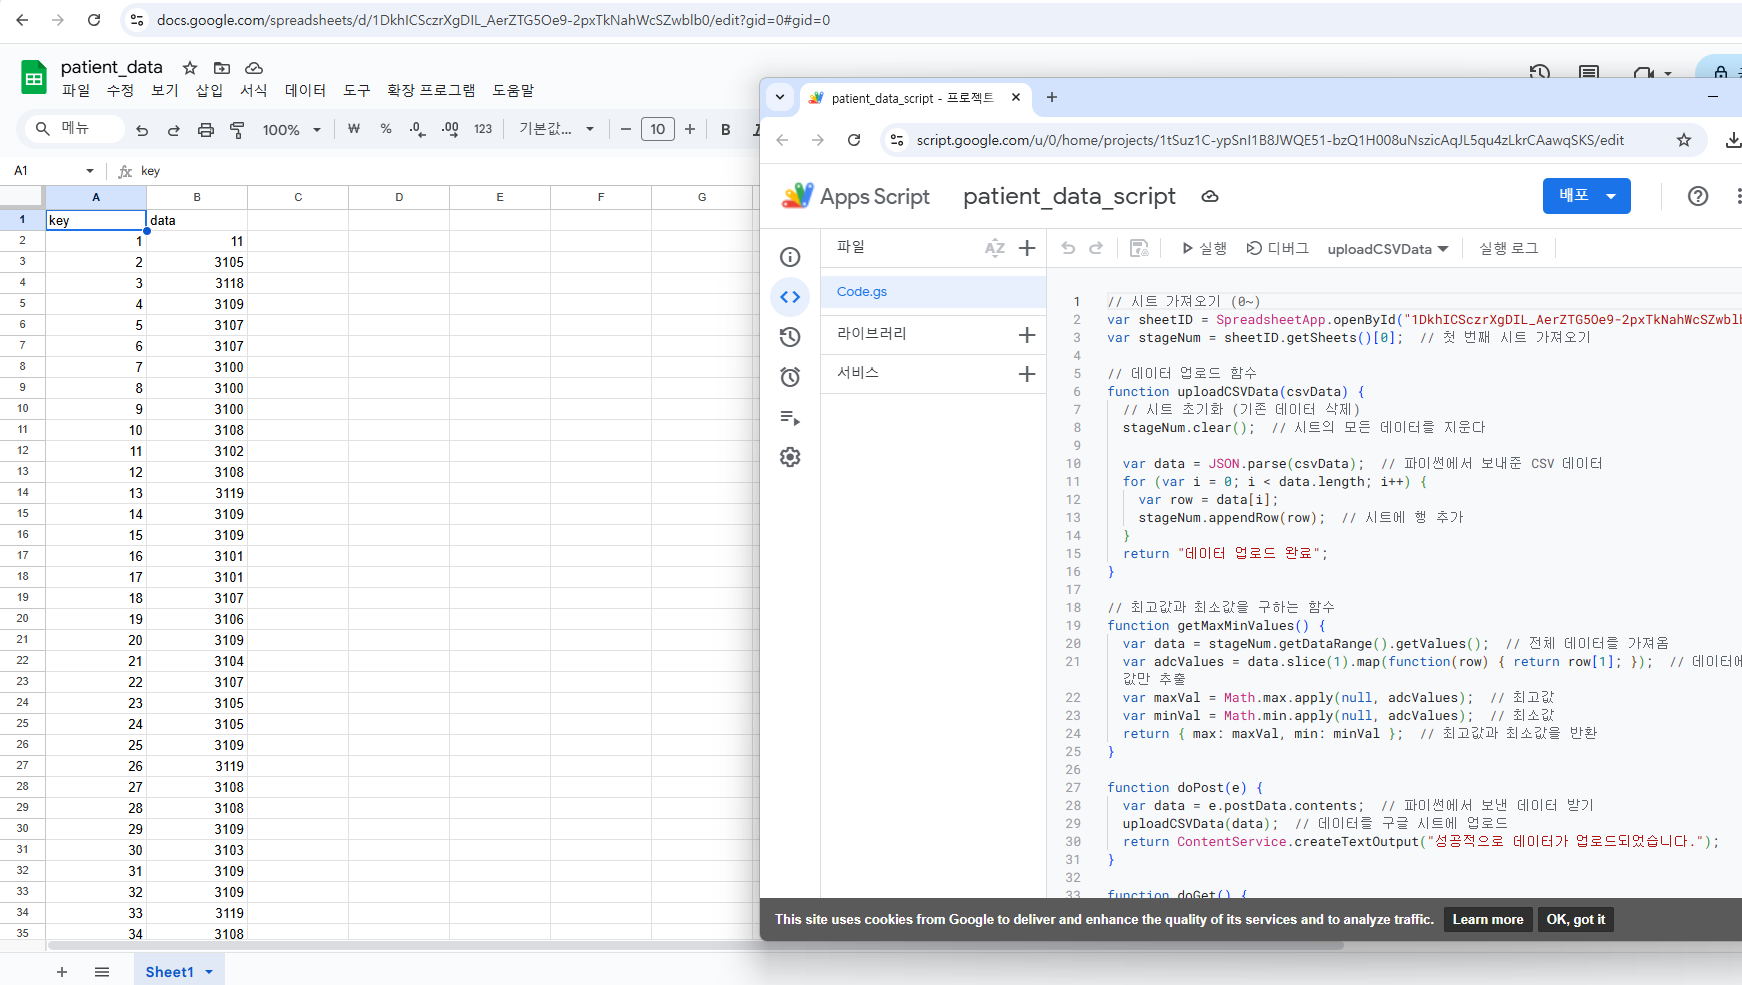 docs.google.com/spreadsheets/d/1DkhICSczrXgDIL_AerZTG5Oe9-2pxTkNahWcSZwblb0/edit?gid=0#gid=0
patient_data
파일 수정 보기 삽입 서식 데이터 도구 확장 프로그램 도움말
메뉴 100% ₩ % .0 .00 123 기본값... − 10 + B
A1 fx key
A B C D E F G
1 key data
2 1 11
3 2 3105
4 3 3118
5 4 3109
6 5 3107
7 6 3107
8 7 3100
9 8 3100
10 9 3100
11 10 3108
12 11 3102
13 12 3108
14 13 3119
15 14 3109
16 15 3109
17 16 3101
18 17 3101
19 18 3107
20 19 3106
21 20 3109
22 21 3104
23 22 3107
24 23 3105
25 24 3105
26 25 3109
27 26 3119
28 27 3108
29 28 3108
30 29 3109
31 30 3103
32 31 3109
33 32 3109
34 33 3119
35 34 3108
Sheet1
patient_data_script - 프로젝트
script.google.com/u/0/home/projects/1tSuz1C-ypSnI1B8JWQE51-bzQ1H008uNszicAqJL5qu4zLkrCAawqSKS/edit
Apps Script patient_data_script 배포
파일 AZ
Code.gs
라이브러리
서비스
실행 디버그 uploadCSVData 실행 로그
1 // 시트 가져오기 (0~)
2 var sheetID = SpreadsheetApp.openById("1DkhICSczrXgDIL_AerZTG5Oe9-2pxTkNahWcSZwbl
3 var stageNum = sheetID.getSheets()[0]; // 첫 번째 시트 가져오기
4
5 // 데이터 업로드 함수
6 function uploadCSVData(csvData) {
7 // 시트 초기화 (기존 데이터 삭제)
8 stageNum.clear(); // 시트의 모든 데이터를 지운다
9
10 var data = JSON.parse(csvData); // 파이썬에서 보내준 CSV 데이터
11 for (var i = 0; i < data.length; i++) {
12 var row = data[i];
13 stageNum.appendRow(row); // 시트에 행 추가
14 }
15 return "데이터 업로드 완료";
16 }
17
18 // 최고값과 최소값을 구하는 함수
19 function getMaxMinValues() {
20 var data = stageNum.getDataRange().getValues(); // 전체 데이터를 가져옴
21 var adcValues = data.slice(1).map(function(row) { return row[1]; }); // 데이터에
값만 추출
22 var maxVal = Math.max.apply(null, adcValues); // 최고값
23 var minVal = Math.min.apply(null, adcValues); // 최소값
24 return { max: maxVal, min: minVal }; // 최고값과 최소값을 반환
25 }
26
27 function doPost(e) {
28 var data = e.postData.contents; // 파이썬에서 보낸 데이터 받기
29 uploadCSVData(data); // 데이터를 구글 시트에 업로드
30 return ContentService.createTextOutput("성공적으로 데이터가 업로드되었습니다.");
31 }
32
33 function doGet() {
This site uses cookies from Google to deliver and enhance the quality of its services and to analyze traffic. Learn more OK, got it